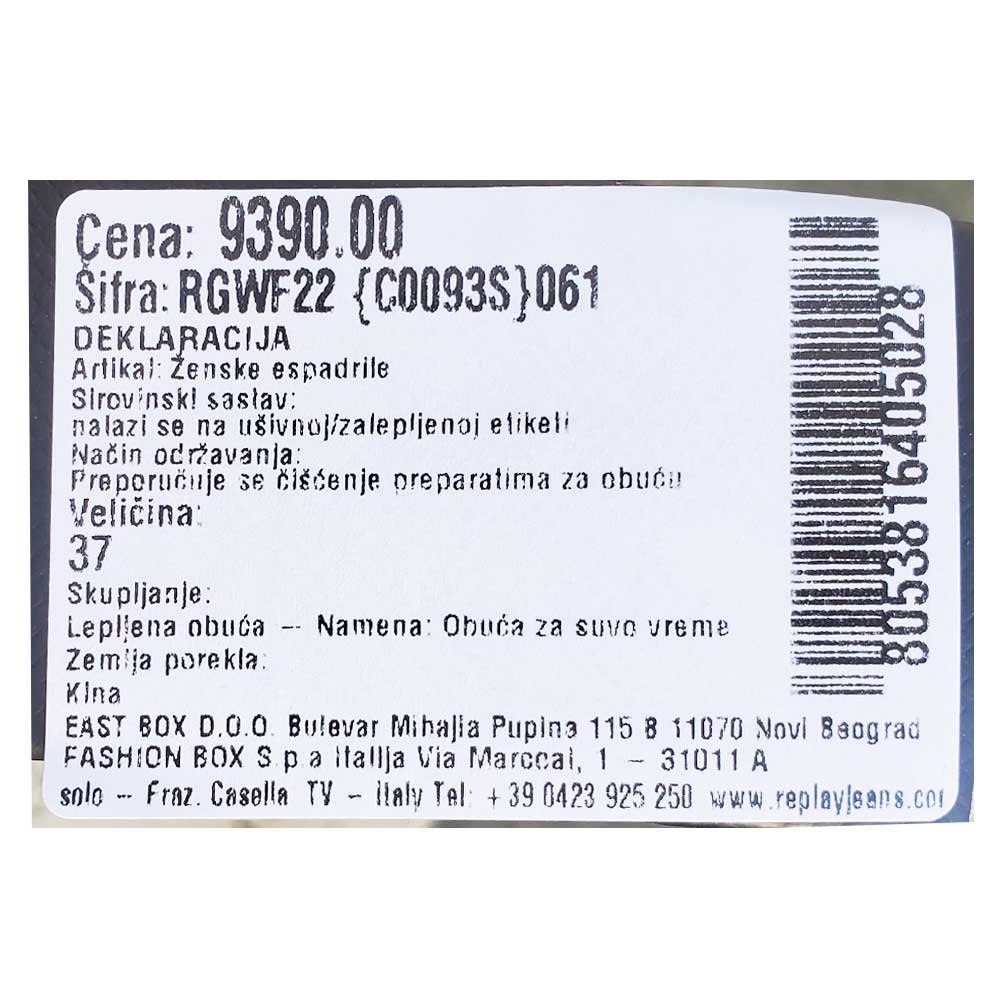 Cena: 9390.00
Šifra: RGWF22 {C0093S}061
DEKLARACIJA
Artikal: Ženske espadrile
Sirovinski sastav:
nalazi se na ušivnoj/zalepljenoj etiketi
Način održavanja:
Preporučuje se čišćenje preparatima za obuću
Veličina:
37
Skupljanje:
Lepljena obuća -- Namena: Obuća za suvo vreme
Zemlja porekla:
Kina
EAST BOX D.O.O. Bulevar Mihajla Pupina 115 B 11070 Novi Beograd
FASHION BOX S.p.a Italija Via Marcoai, 1 - 31011 A
solo -- Fraz. Casella TV - Italy Tel: +39 0423 925 250 www.replayjeans.com
8053816405028